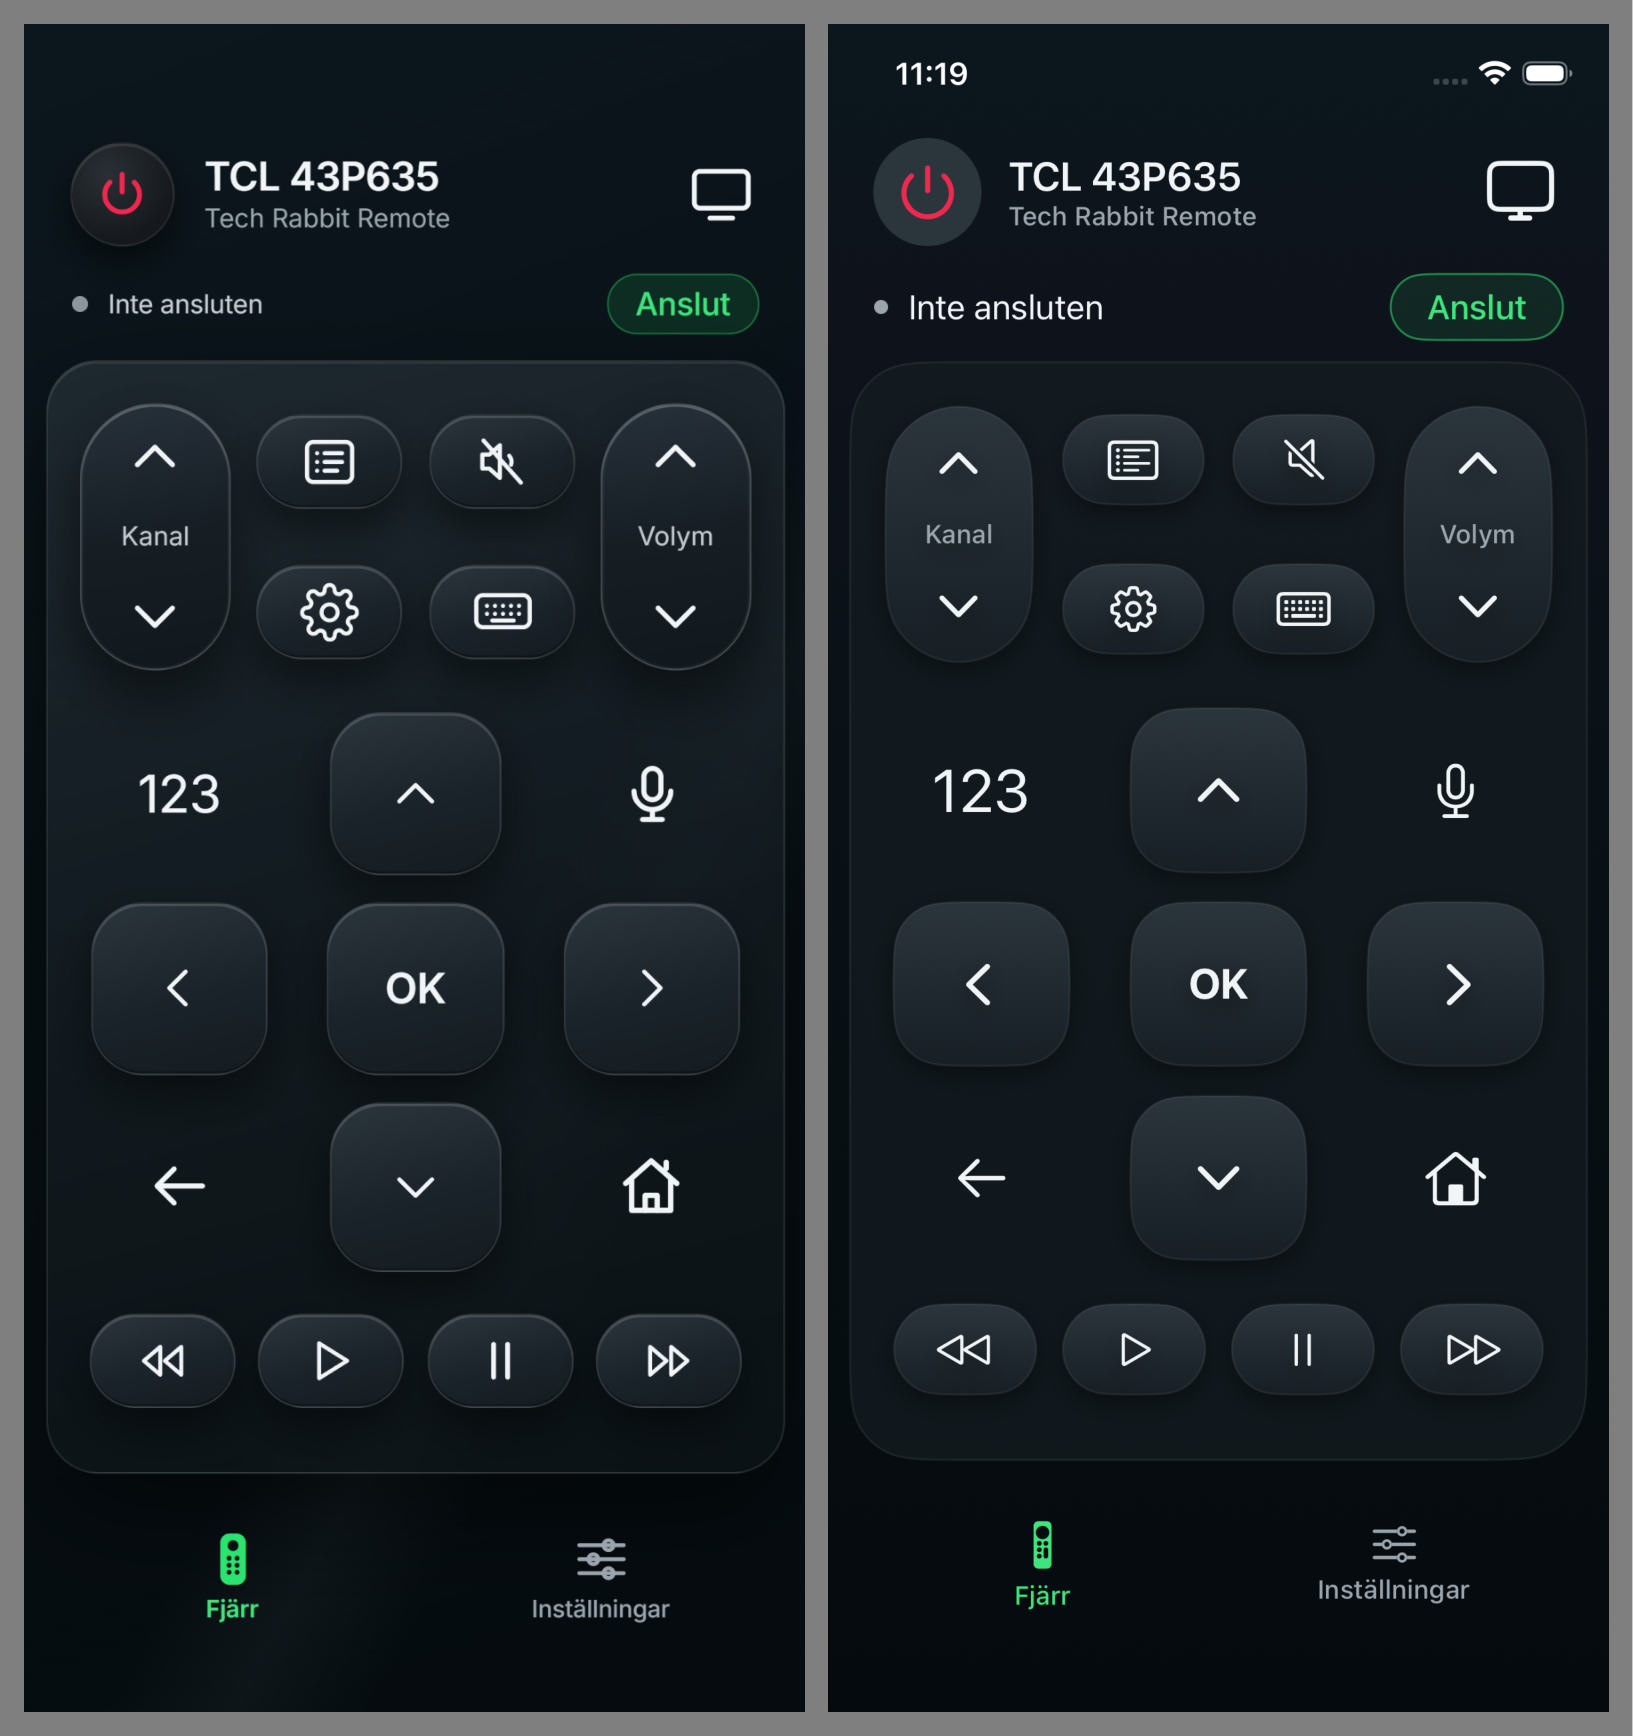 TCL 43P635
Tech Rabbit Remote
Inte ansluten
Anslut
Kanal
Volym
123
OK
Fjärr
Inställningar
11:19
TCL 43P635
Tech Rabbit Remote
Inte ansluten
Anslut
Kanal
Volym
123
OK
Fjärr
Inställningar